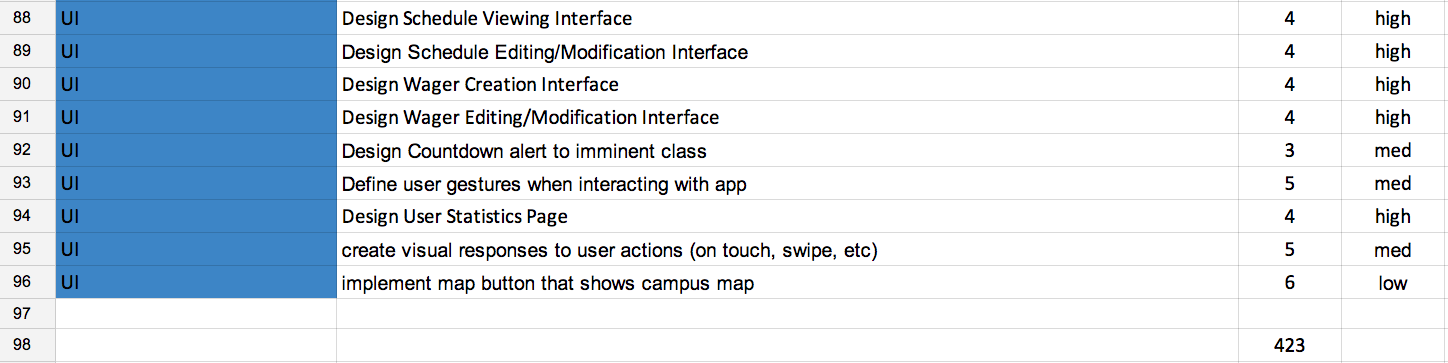 88 UI Design Schedule Viewing Interface 4 high
89 UI Design Schedule Editing/Modification Interface 4 high
90 UI Design Wager Creation Interface 4 high
91 UI Design Wager Editing/Modification Interface 4 high
92 UI Design Countdown alert to imminent class 3 med
93 UI Define user gestures when interacting with app 5 med
94 UI Design User Statistics Page 4 high
95 UI create visual responses to user actions (on touch, swipe, etc) 5 med
96 UI implement map button that shows campus map 6 low
97
98 423